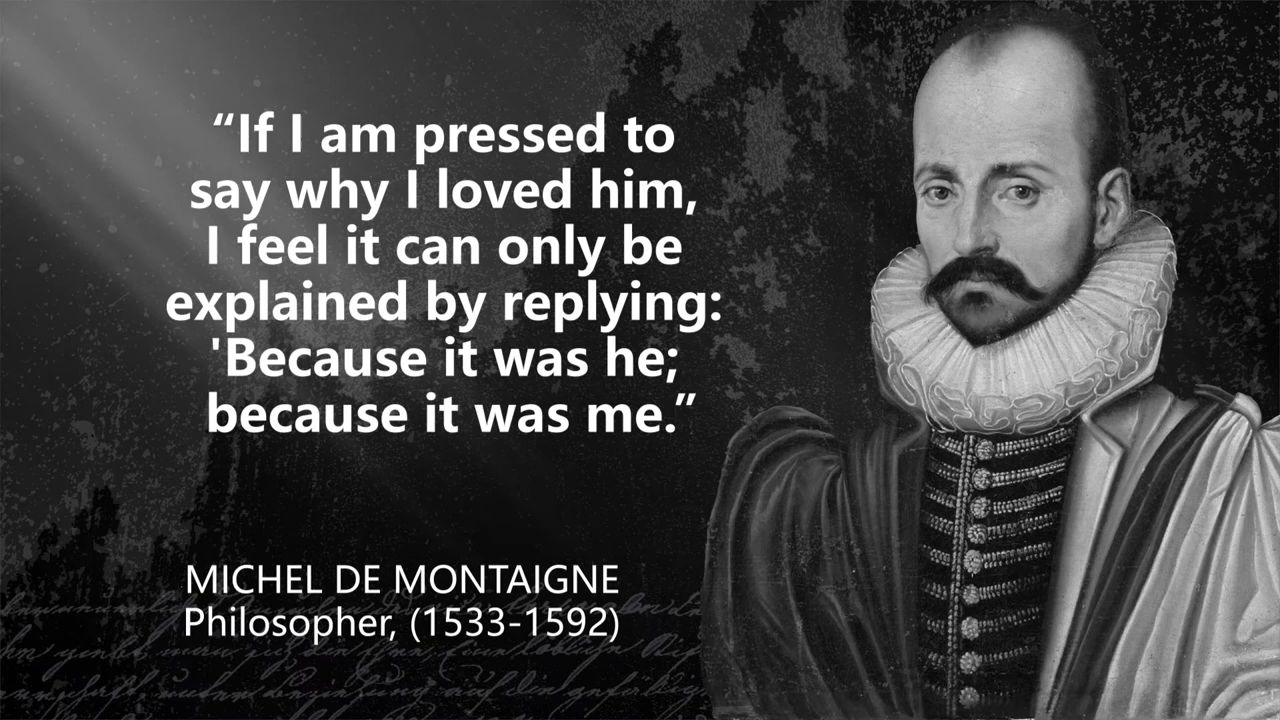 “If I am pressed to
say why I loved him,
I feel it can only be
explained by replying:
'Because it was he;
because it was me.”
MICHEL DE MONTAIGNE
Philosopher, (1533-1592)